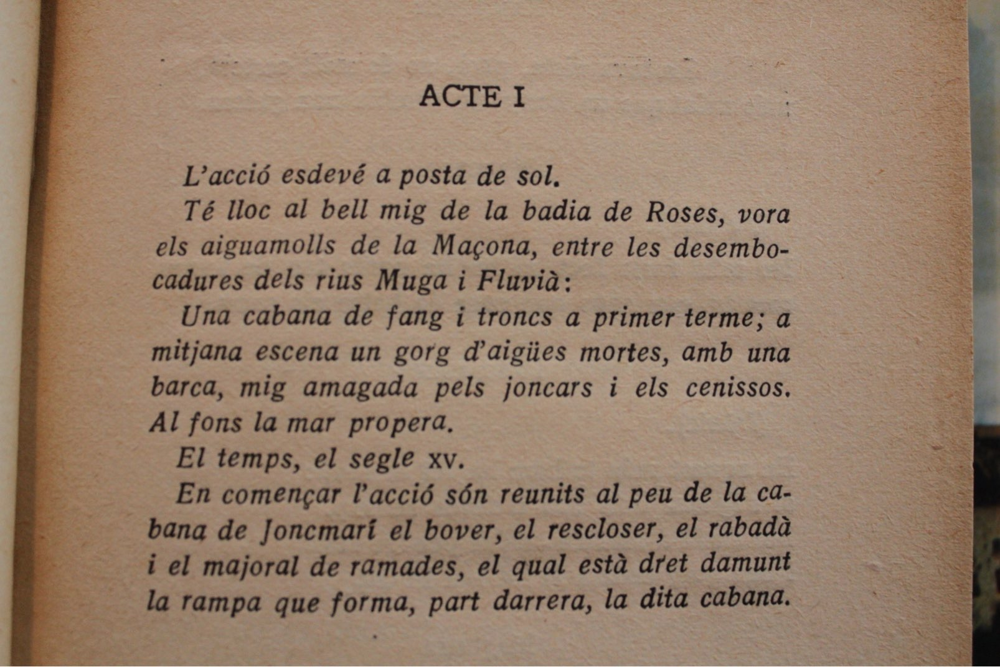 ACTE I
L'acció esdevé a posta de sol.
Té lloc al bell mig de la badia de Roses, vora
els aiguamolls de la Maçona, entre les desembo-
cadures dels rius Muga i Fluvià:
Una cabana de fang i troncs a primer terme; a
mitjana escena un gorg d'aigües mortes, amb una
barca, mig amagada pels joncars i els cenissos.
Al fons la mar propera.
El temps, el segle XV.
En començar l'acció són reunits al peu de la ca-
bana de Joncmarí el bover, el rescloser, el rabadà
i el majoral de ramades, el qual està dret damunt
la rampa que forma, part darrera, la dita cabana.